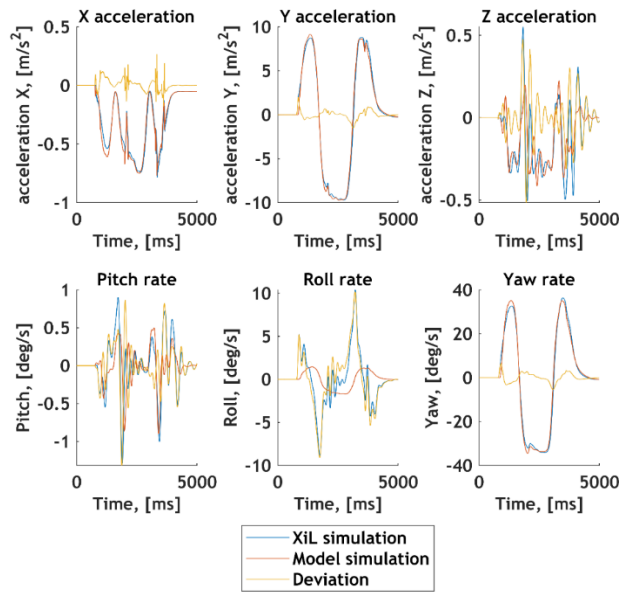 X acceleration
Y acceleration
Z acceleration
acceleration X, [m/s²]
0.5
0
-0.5
-1
0
5000
Time, [ms]
acceleration Y, [m/s²]
10
5
0
-5
-10
0
5000
Time, [ms]
acceleration Z, [m/s²]
0.5
0
-0.5
0
5000
Time, [ms]
Pitch rate
Roll rate
Yaw rate
Pitch, [deg/s]
1
0.5
0
-0.5
-1
0
5000
Time, [ms]
Roll, [deg/s]
10
5
0
-5
-10
0
5000
Time, [ms]
Yaw, [deg/s]
40
20
0
-20
-40
0
5000
Time, [ms]
XiL simulation
Model simulation
Deviation